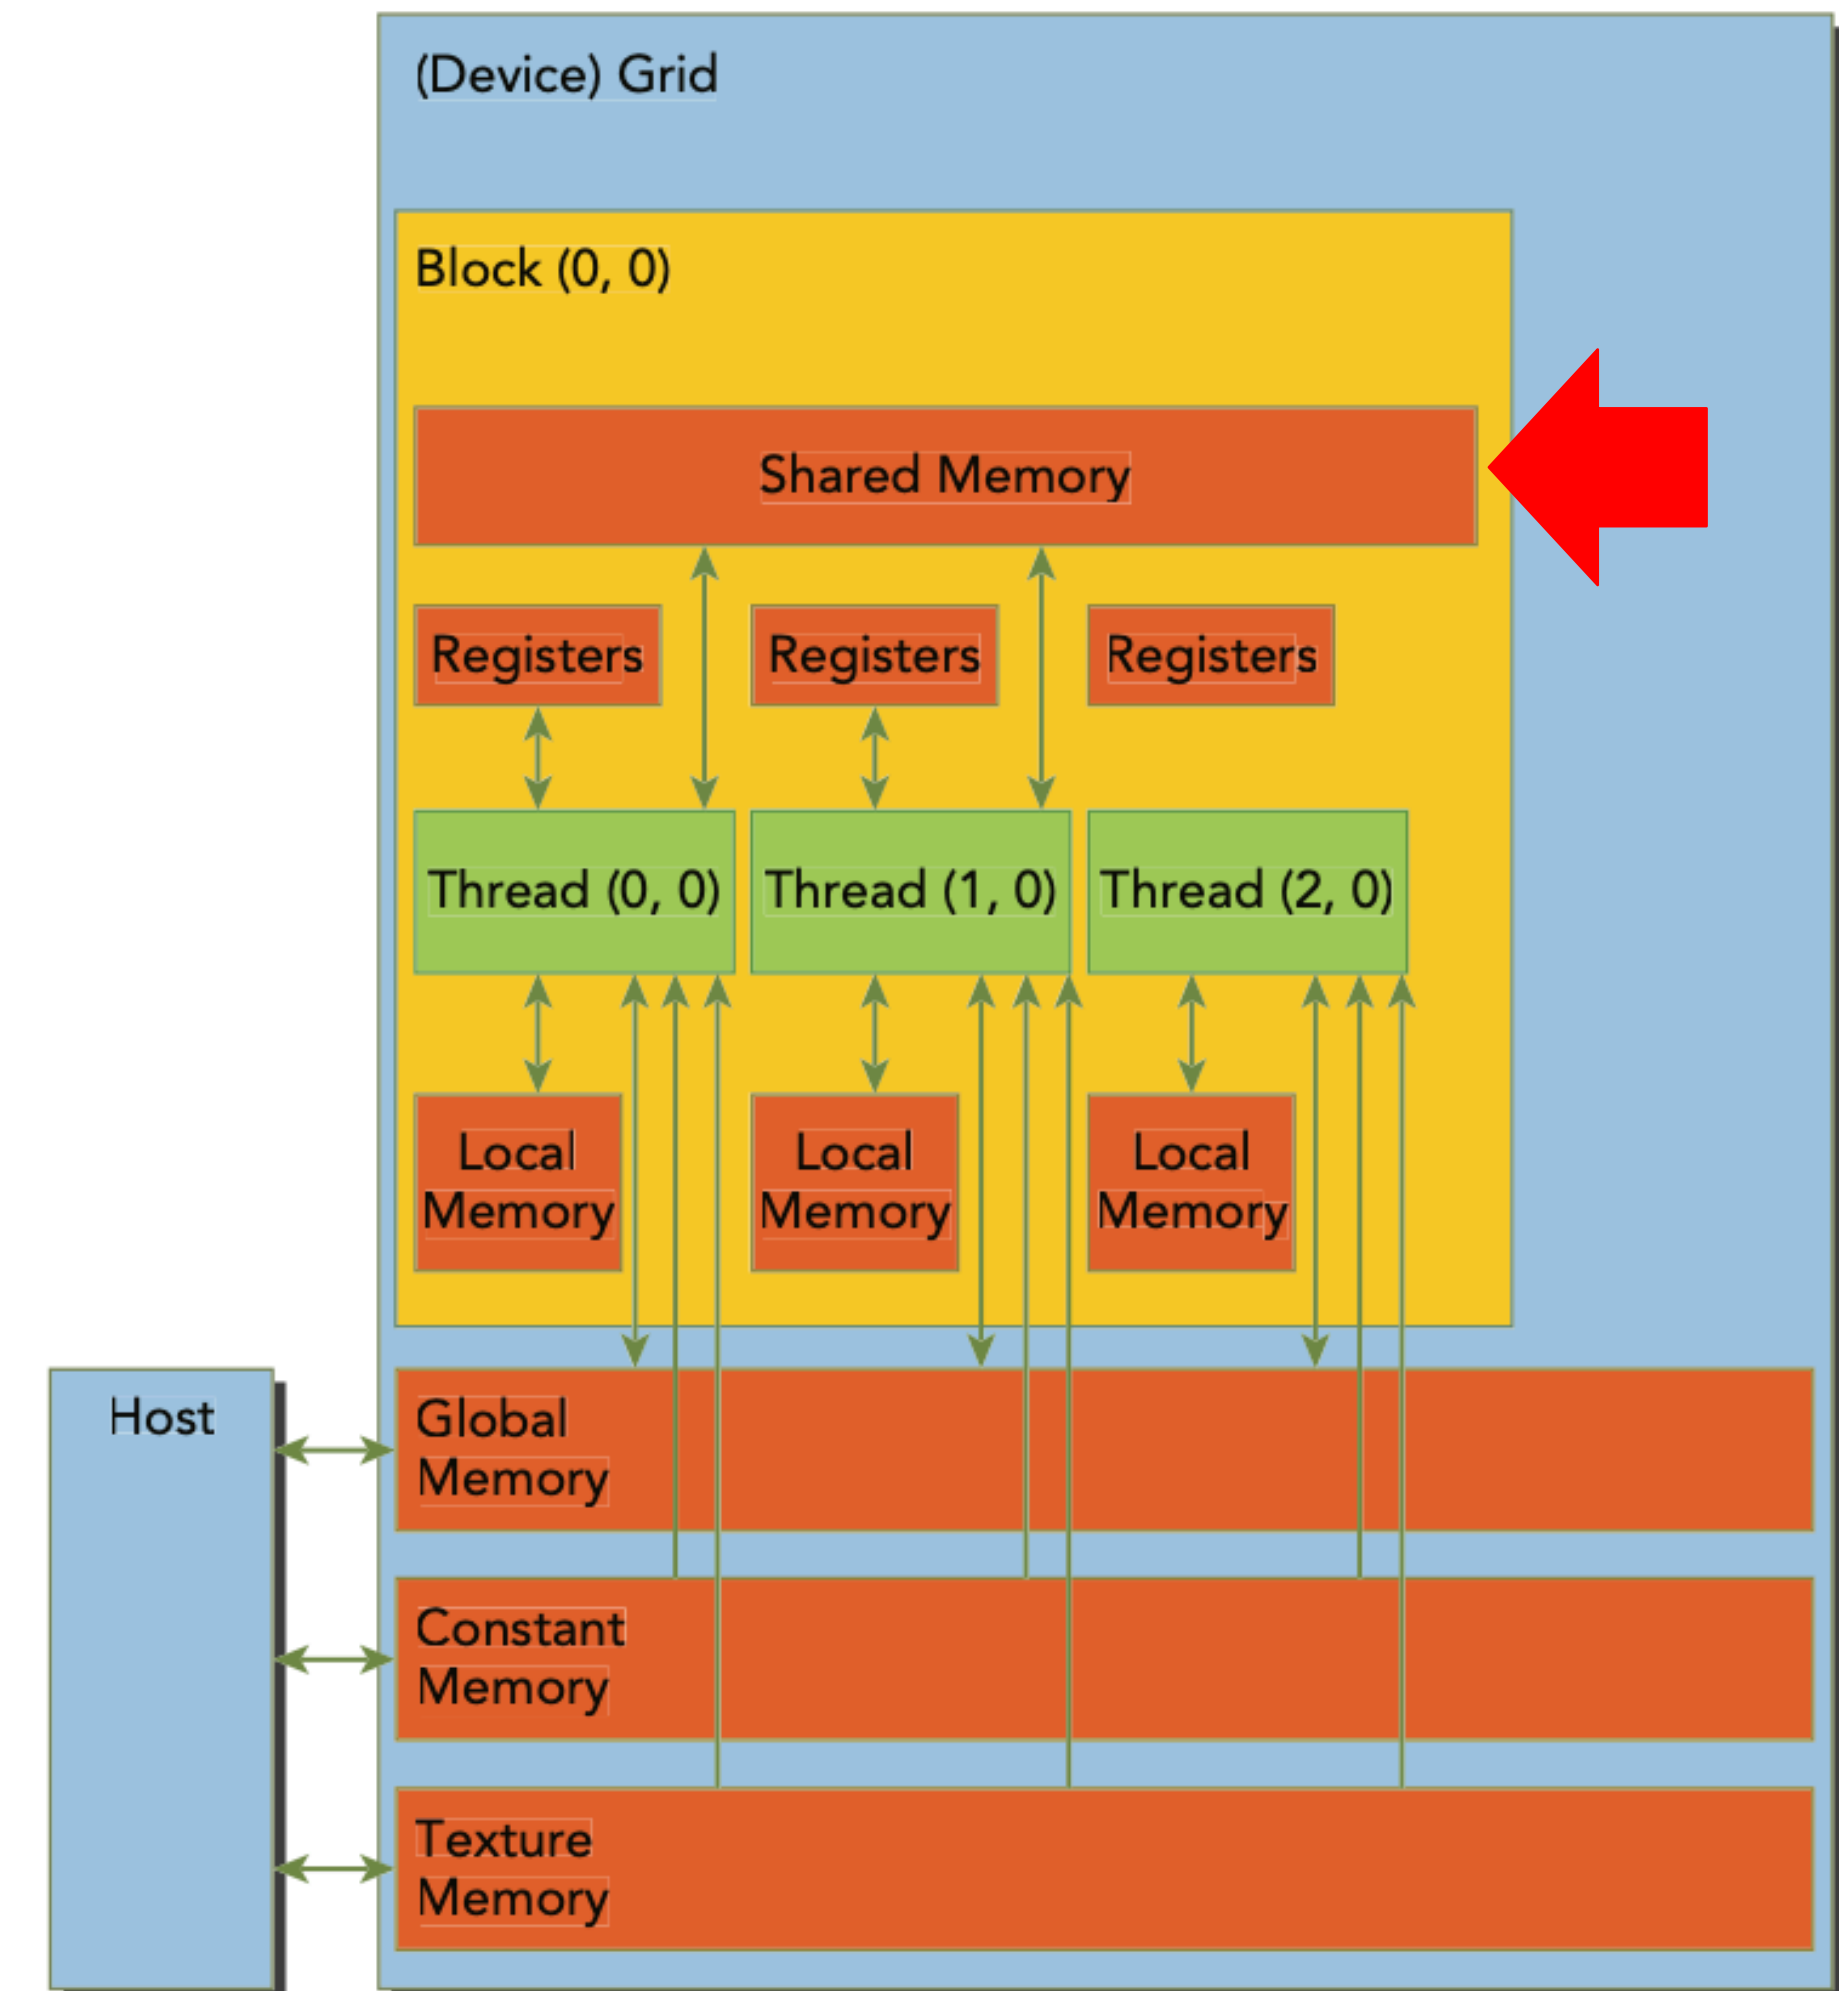 (Device) Grid
Block (0, 0)
Shared Memory
Registers
Registers
Registers
Thread (0, 0)
Thread (1, 0)
Thread (2, 0)
Local
Memory
Local
Memory
Local
Memory
Host
Global
Memory
Constant
Memory
Texture
Memory